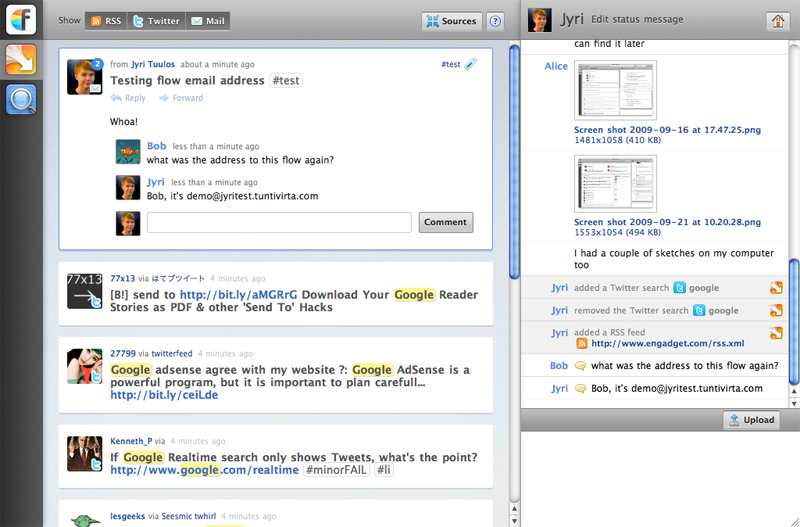 Show RSS Twitter Mail Sources ?
2 from Jyri Tuulos about a minute ago #test
Testing flow email address #test
Reply Forward
Whoa!
Bob less than a minute ago
what was the address to this flow again?
Jyri less than a minute ago
Bob, it's demo@jyritest.tuntivirta.com
Comment
77x13
77x13 via はてブツイート 4 minutes ago
[B!] send to http://bit.ly/aMGRrG Download Your Google Reader
Stories as PDF & other 'Send To' Hacks
27799 via twitterfeed 4 minutes ago
Google adsense agree with my website ?: Google AdSense is a
powerful program, but it is important to plan carefull...
http://bit.ly/ceiLde
Kenneth_P via 4 minutes ago
If Google Realtime search only shows Tweets, what's the point?
http://www.google.com/realtime #minorFAIL #li
lesgeeks via Seesmic twhirl 4 minutes ago
Jyri Edit status message
can find it later
Alice
Screen shot 2009-09-16 at 17.47.25.png
1481x1058 (410 KB)
Screen shot 2009-09-21 at 10.20.28.png
1553x1054 (494 KB)
I had a couple of sketches on my computer
too
Jyri added a Twitter search google
Jyri removed the Twitter search google
Jyri added a RSS feed
http://www.engadget.com/rss.xml
Bob what was the address to this flow again?
Jyri Bob, it's demo@jyritest.tuntivirta.com
Upload